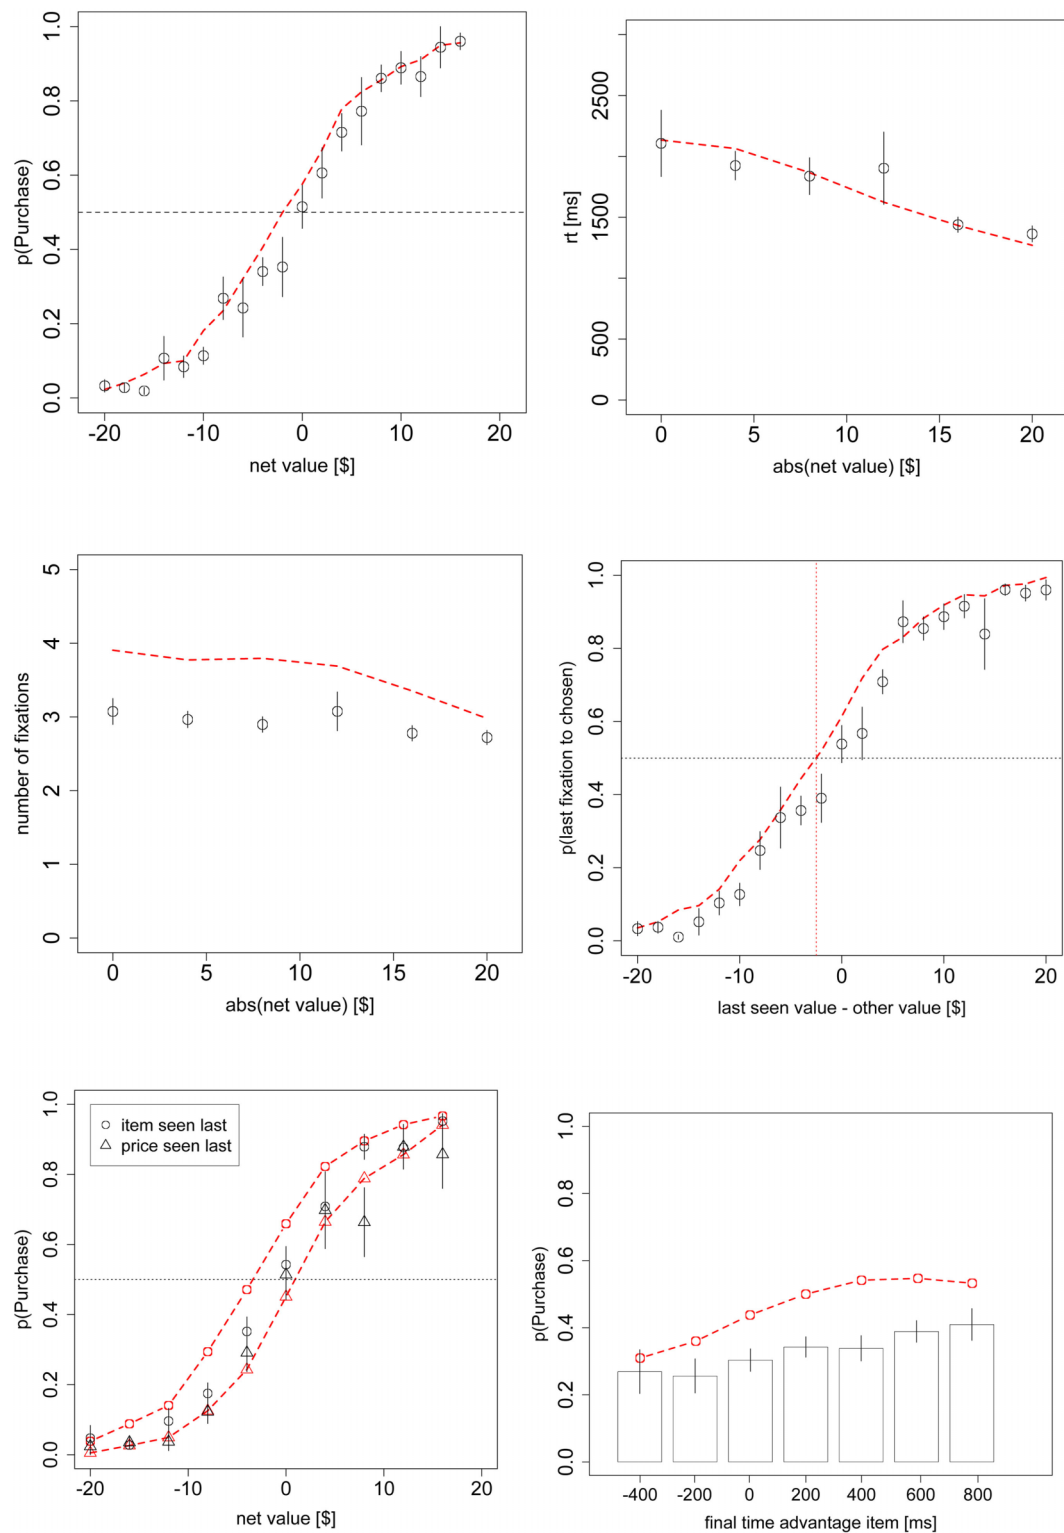 p(Purchase)
1.0
0.8
0.6
0.4
0.2
0.0
-20 -10 0 10 20
net value [$]
rt [ms]
2500
1500
500
0
0 5 10 15 20
abs(net value) [$]
number of fixations
5
4
3
2
1
0
0 5 10 15 20
abs(net value) [$]
p(last fixation to chosen)
1.0
0.8
0.6
0.4
0.2
0.0
-20 -10 0 10 20
last seen value - other value [$]
p(Purchase)
1.0
0.8
0.6
0.4
0.2
0.0
item seen last
price seen last
-20 -10 0 10 20
net value [$]
p(Purchase)
1.0
0.8
0.6
0.4
0.2
0.0
-400 -200 0 200 400 600 800
final time advantage item [ms]